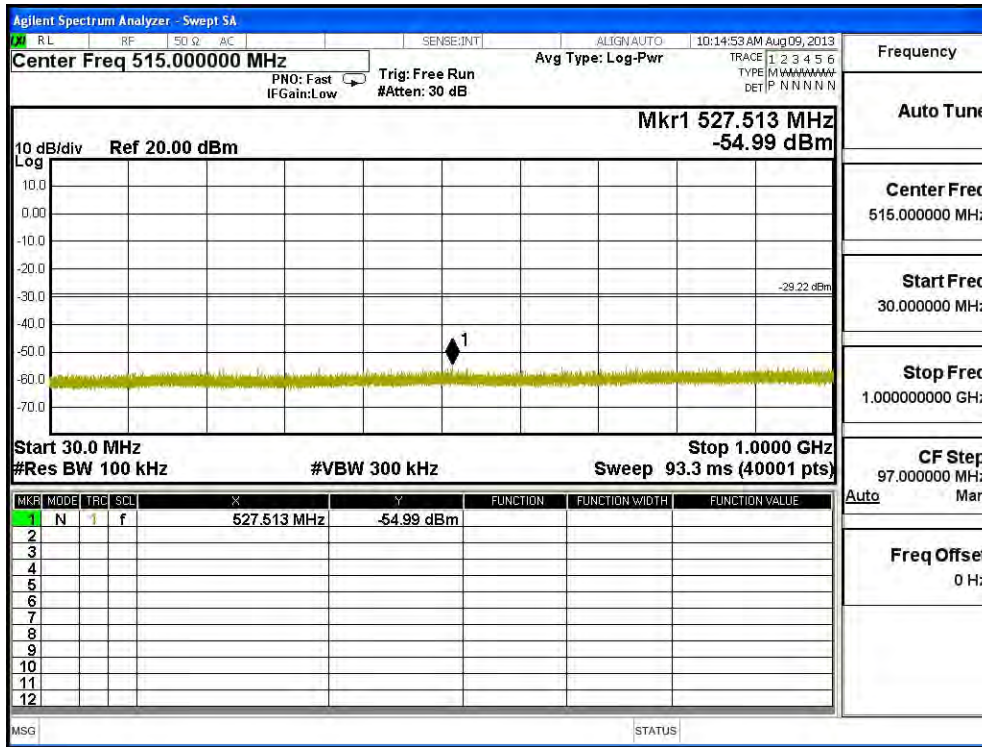 Agilent Spectrum Analyzer - Swept SA
RL RF 50 Ω AC SENSE:INT ALIGN AUTO 10:14:53 AM Aug 09, 2013
Center Freq 515.000000 MHz
PNO: Fast
IFGain:Low
Trig: Free Run
#Atten: 30 dB
Avg Type: Log-Pwr
TRACE 1 2 3 4 5 6
TYPE M
DET P N N N N N
Mkr1 527.513 MHz
-54.99 dBm
10 dB/div
Log
Ref 20.00 dBm
10.0
0.00
-10.0
-20.0
-30.0
-40.0
-50.0
-60.0
-70.0
-29.22 dBm
1
Start 30.0 MHz
Stop 1.0000 GHz
#Res BW 100 kHz
#VBW 300 kHz
Sweep 93.3 ms (40001 pts)
MKR MODE TRC SCL X Y FUNCTION FUNCTION WIDTH FUNCTION VALUE
1 N 1 f 527.513 MHz -54.99 dBm
2
3
4
5
6
7
8
9
10
11
12
MSG
STATUS
Frequency
Auto Tune
Center Freq
515.000000 MHz
Start Freq
30.000000 MHz
Stop Freq
1.000000000 GHz
CF Step
97.000000 MHz
Auto Man
Freq Offset
0 Hz